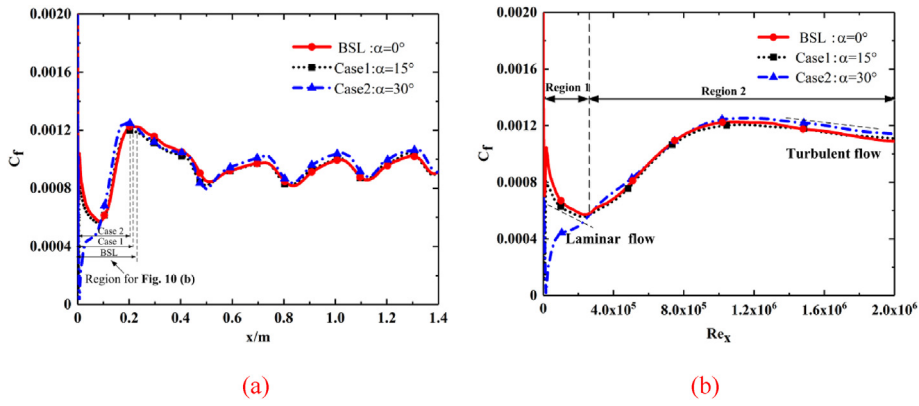 0.0020
0.0016
0.0012
0.0008
0.0004
0
C_f
BSL :α=0°
Case1:α=15°
Case2:α=30°
Case 2
Case 1
BSL
Region for Fig. 10 (b)
0.0 0.2 0.4 0.6 0.8 1.0 1.2 1.4
x/m
(a)
0.0020
0.0016
0.0012
0.0008
0.0004
0
C_f
BSL :α=0°
Case1:α=15°
Case2:α=30°
Region 1
Region 2
Turbulent flow
Laminar flow
0 4.0x10⁵ 8.0x10⁵ 1.2x10⁶ 1.6x10⁶ 2.0x10⁶
Re_x
(b)